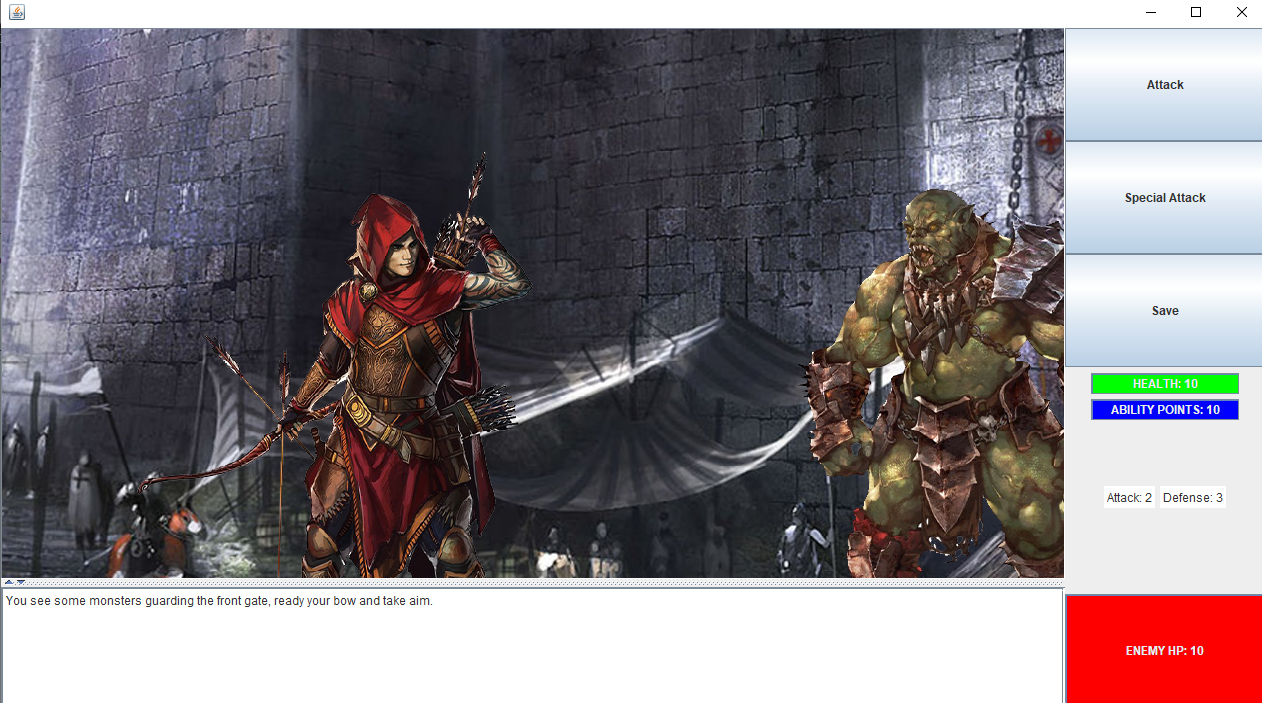 Attack
Special Attack
Save
HEALTH: 10
ABILITY POINTS: 10
Attack: 2 Defense: 3
You see some monsters guarding the front gate, ready your bow and take aim.
ENEMY HP: 10